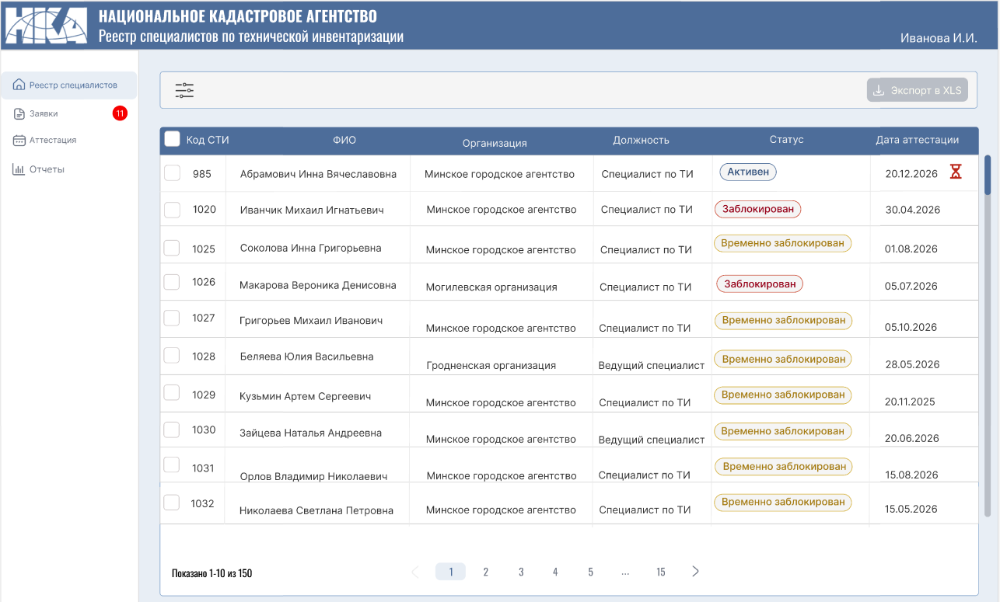 НКА
НАЦИОНАЛЬНОЕ КАДАСТРОВОЕ АГЕНТСТВО
Реестр специалистов по технической инвентаризации
Иванова И.И.
Реестр специалистов
Заявки 11
Аттестация
Отчеты
Экспорт в XLS
Код СТИ ФИО Организация Должность Статус Дата аттестации
985 Абрамович Инна Вячеславовна Минское городское агентство Специалист по ТИ Активен 20.12.2026
1020 Иванчик Михаил Игнатьевич Минское городское агентство Специалист по ТИ Заблокирован 30.04.2026
1025 Соколова Инна Григорьевна Минское городское агентство Специалист по ТИ Временно заблокирован 01.08.2026
1026 Макарова Вероника Денисовна Могилевская организация Специалист по ТИ Заблокирован 05.07.2026
1027 Григорьев Михаил Иванович Минское городское агентство Специалист по ТИ Временно заблокирован 05.10.2026
1028 Беляева Юлия Васильевна Гродненская организация Ведущий специалист Временно заблокирован 28.05.2026
1029 Кузьмин Артем Сергеевич Минское городское агентство Специалист по ТИ Временно заблокирован 20.11.2025
1030 Зайцева Наталья Андреевна Минское городское агентство Ведущий специалист Временно заблокирован 20.06.2026
1031 Орлов Владимир Николаевич Минское городское агентство Специалист по ТИ Временно заблокирован 15.08.2026
1032 Николаева Светлана Петровна Минское городское агентство Специалист по ТИ Временно заблокирован 15.05.2026
Показано 1-10 из 150 1 2 3 4 5 ... 15